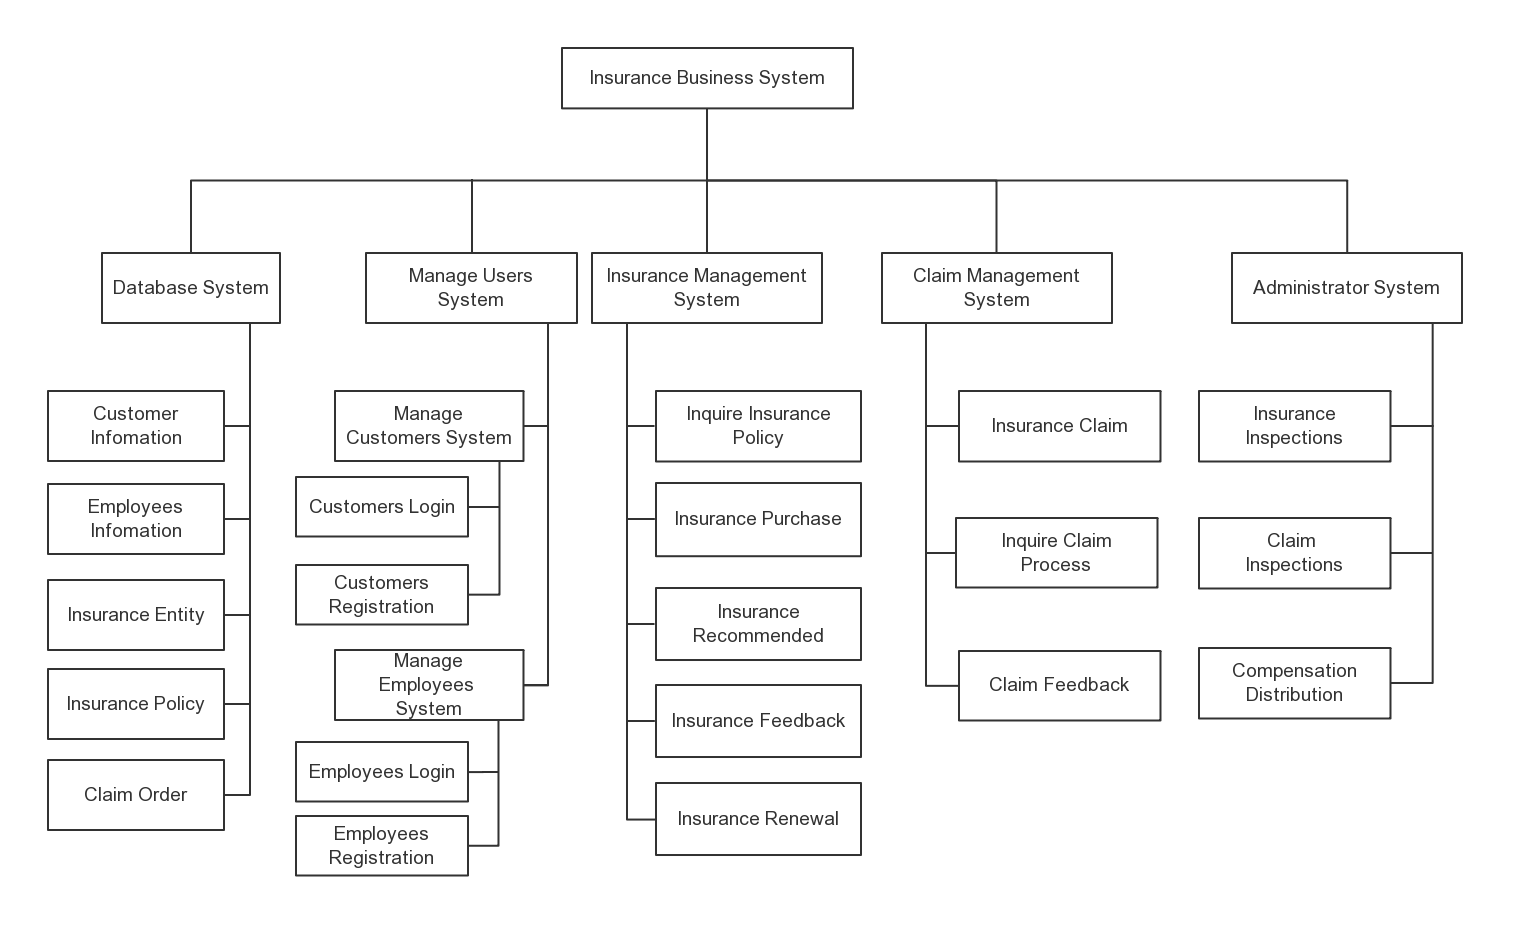 Insurance Business System
Database System
Manage Users
System
Insurance Management
System
Claim Management
System
Administrator System
Customer
Infomation
Employees
Infomation
Insurance Entity
Insurance Policy
Claim Order
Manage
Customers System
Customers Login
Customers
Registration
Manage
Employees
System
Employees Login
Employees
Registration
Inquire Insurance
Policy
Insurance Purchase
Insurance
Recommended
Insurance Feedback
Insurance Renewal
Insurance Claim
Inquire Claim
Process
Claim Feedback
Insurance
Inspections
Claim
Inspections
Compensation
Distribution